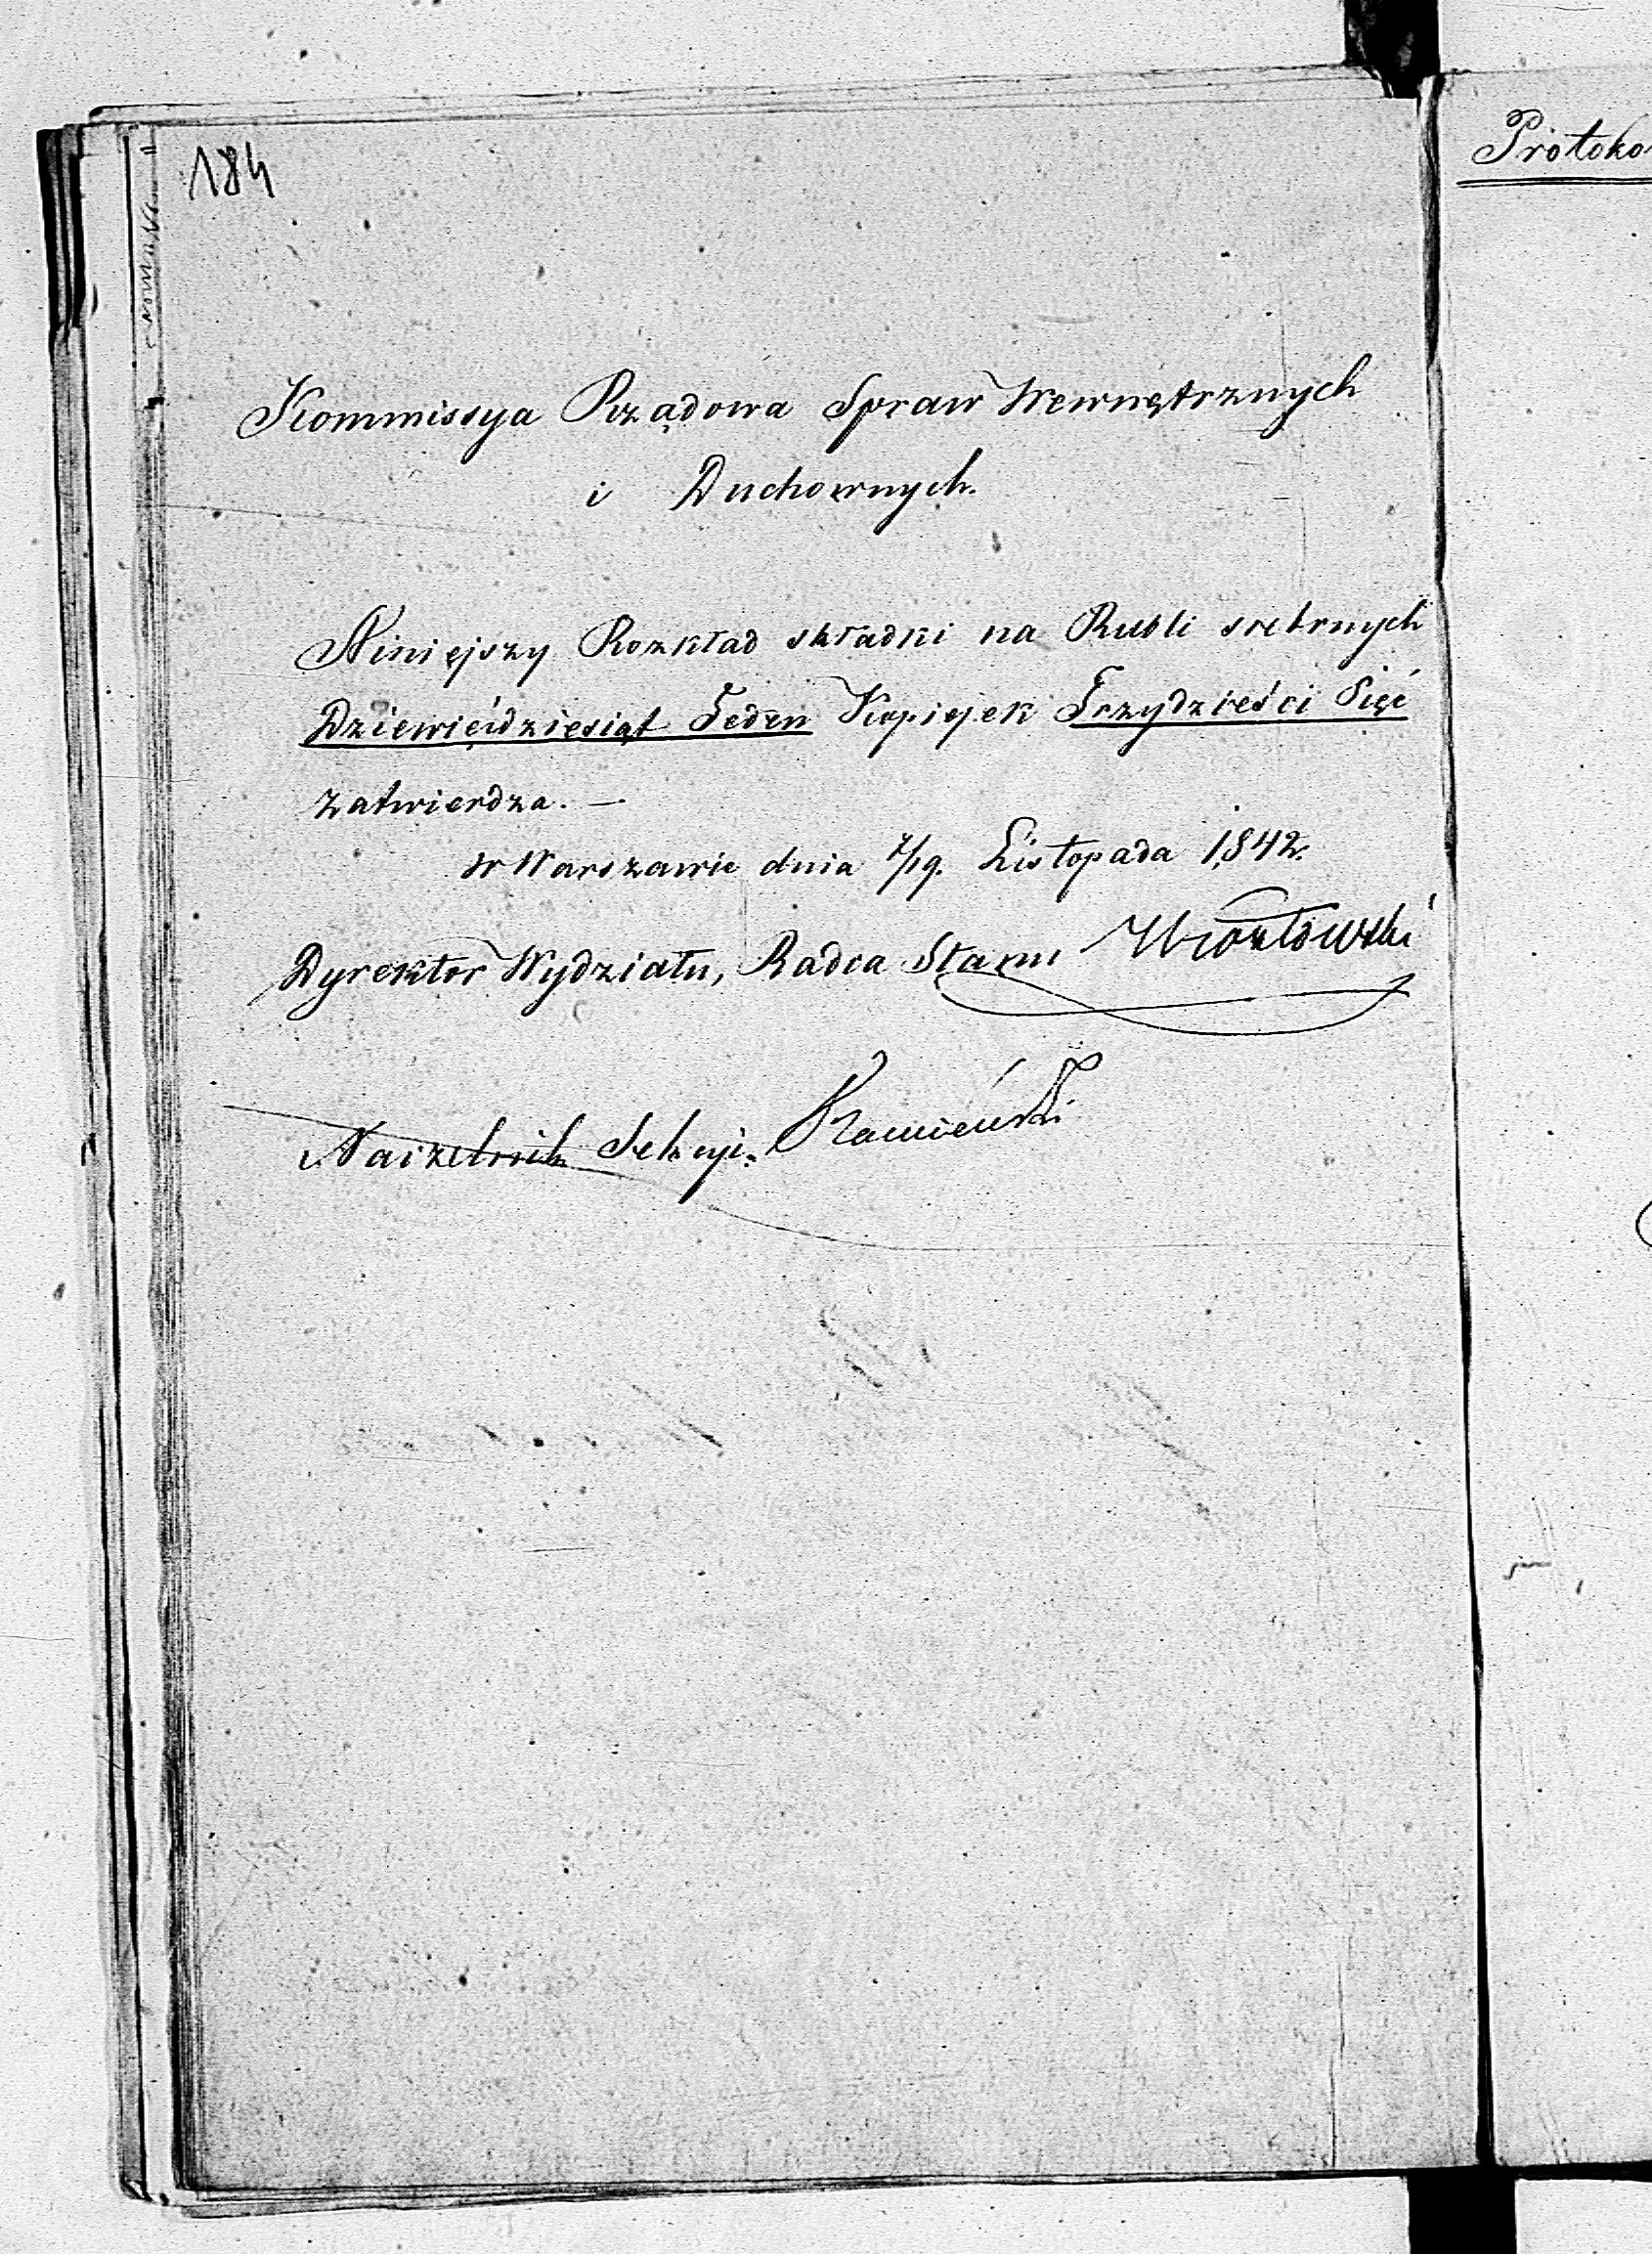 184
Kommissya Rządowa Spraw Wewnętrznych
i Duchownych.
Niniejszy Rozkład składki na Rubli srebrnych
Dziewięćdziesiąt Jeden Kopiejek Trzydzieści Pięć
zatwierdza. —
w Warszawie dnia 7/19. Listopada 1842.
Dyrektor Wydziału, Radca Stanu
Naczelnik Sekcyi. Kamieński
Protoko